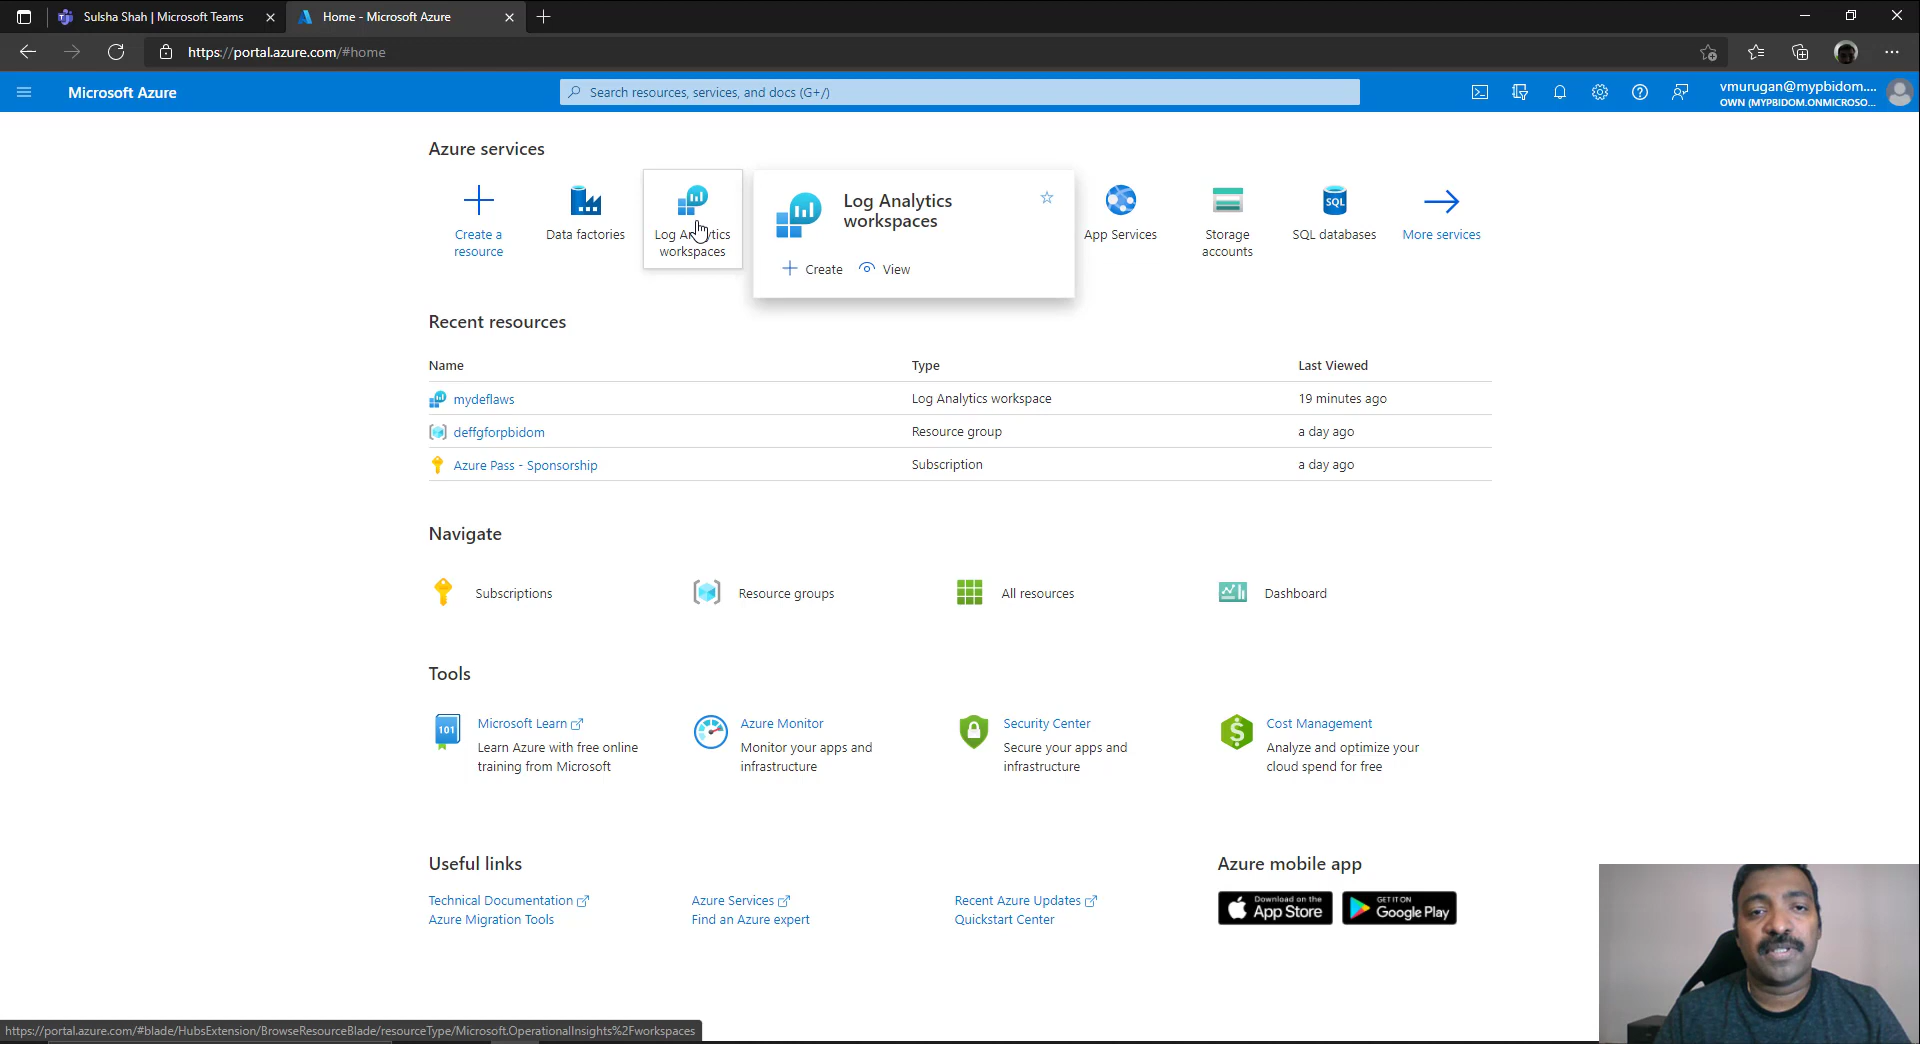 Sulsha Shah | Microsoft Teams
Home - Microsoft Azure
https://portal.azure.com/#home
Microsoft Azure
Search resources, services, and docs (G+/)
vmurugan@mypbidom....
OWN (MYPBIDOM.ONMICROSO...
Azure services
Create a
resource
Data factories
Log Analytics
workspaces
Log Analytics
workspaces
Create
View
App Services
Storage
accounts
SQL
SQL databases
More services
Recent resources
Name
Type
Last Viewed
mydeflaws
Log Analytics workspace
19 minutes ago
deffgforpbidom
Resource group
a day ago
Azure Pass - Sponsorship
Subscription
a day ago
Navigate
Subscriptions
Resource groups
All resources
Dashboard
Tools
101
Microsoft Learn
Learn Azure with free online
training from Microsoft
Azure Monitor
Monitor your apps and
infrastructure
Security Center
Secure your apps and
infrastructure
Cost Management
Analyze and optimize your
cloud spend for free
Useful links
Technical Documentation
Azure Migration Tools
Azure Services
Find an Azure expert
Recent Azure Updates
Quickstart Center
Azure mobile app
Download on the
App Store
GET IT ON
Google Play
https://portal.azure.com/#blade/HubsExtension/BrowseResourceBlade/resourceType/Microsoft.OperationalInsights%2Fworkspaces